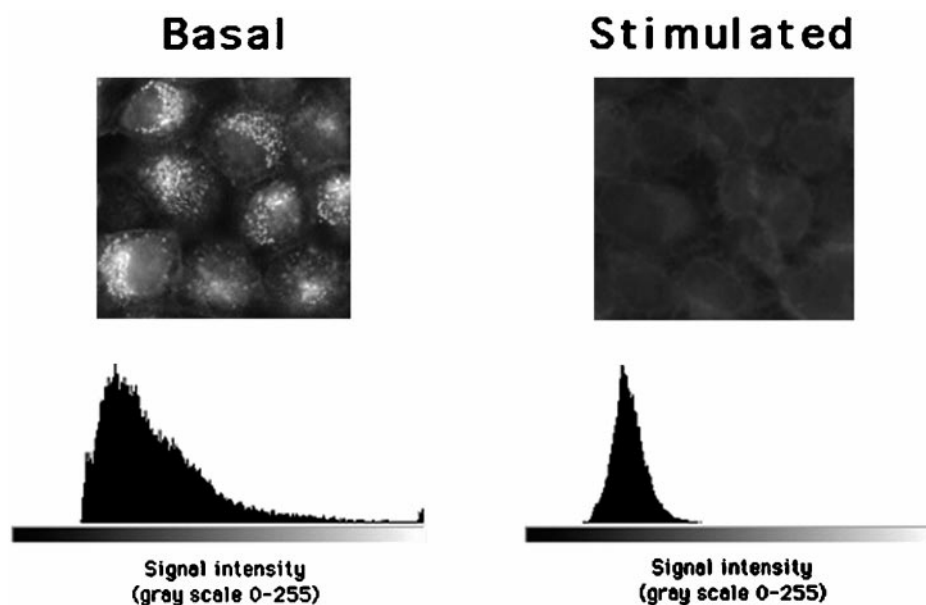 Basal
Stimulated
Signal intensity
(gray scale 0-255)
Signal intensity
(gray scale 0-255)